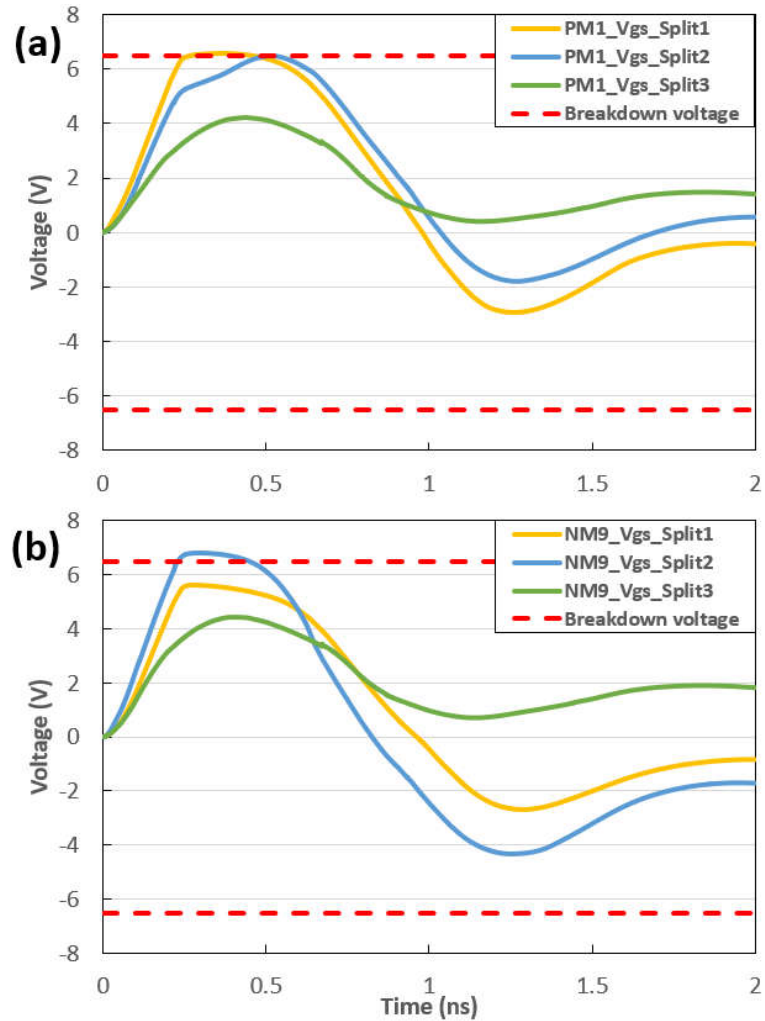 (a)
PM1_Vgs_Split1
PM1_Vgs_Split2
PM1_Vgs_Split3
Breakdown voltage
Voltage (V)
8
6
4
2
0
-2
-4
-6
-8
0 0.5 1 1.5 2
(b)
NM9_Vgs_Split1
NM9_Vgs_Split2
NM9_Vgs_Split3
Breakdown voltage
Voltage (V)
8
6
4
2
0
-2
-4
-6
-8
0 0.5 1 1.5 2
Time (ns)